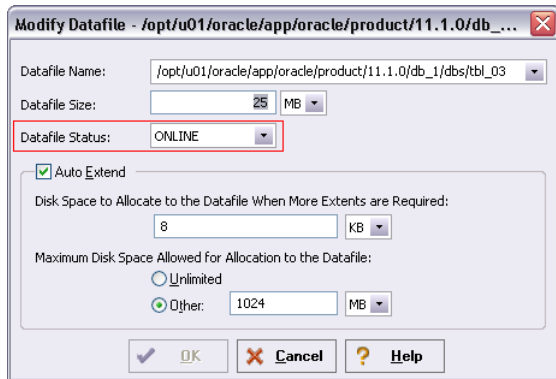 Modify Datafile - /opt/u01/oracle/app/oracle/product/11.1.0/db_...
Datafile Name: /opt/u01/oracle/app/oracle/product/11.1.0/db_1/dbs/tbl_03
Datafile Size: 25 MB
Datafile Status: ONLINE
Auto Extend
Disk Space to Allocate to the Datafile When More Extents are Required:
8 KB
Maximum Disk Space Allowed for Allocation to the Datafile:
Unlimited
Other: 1024 MB
OK Cancel Help